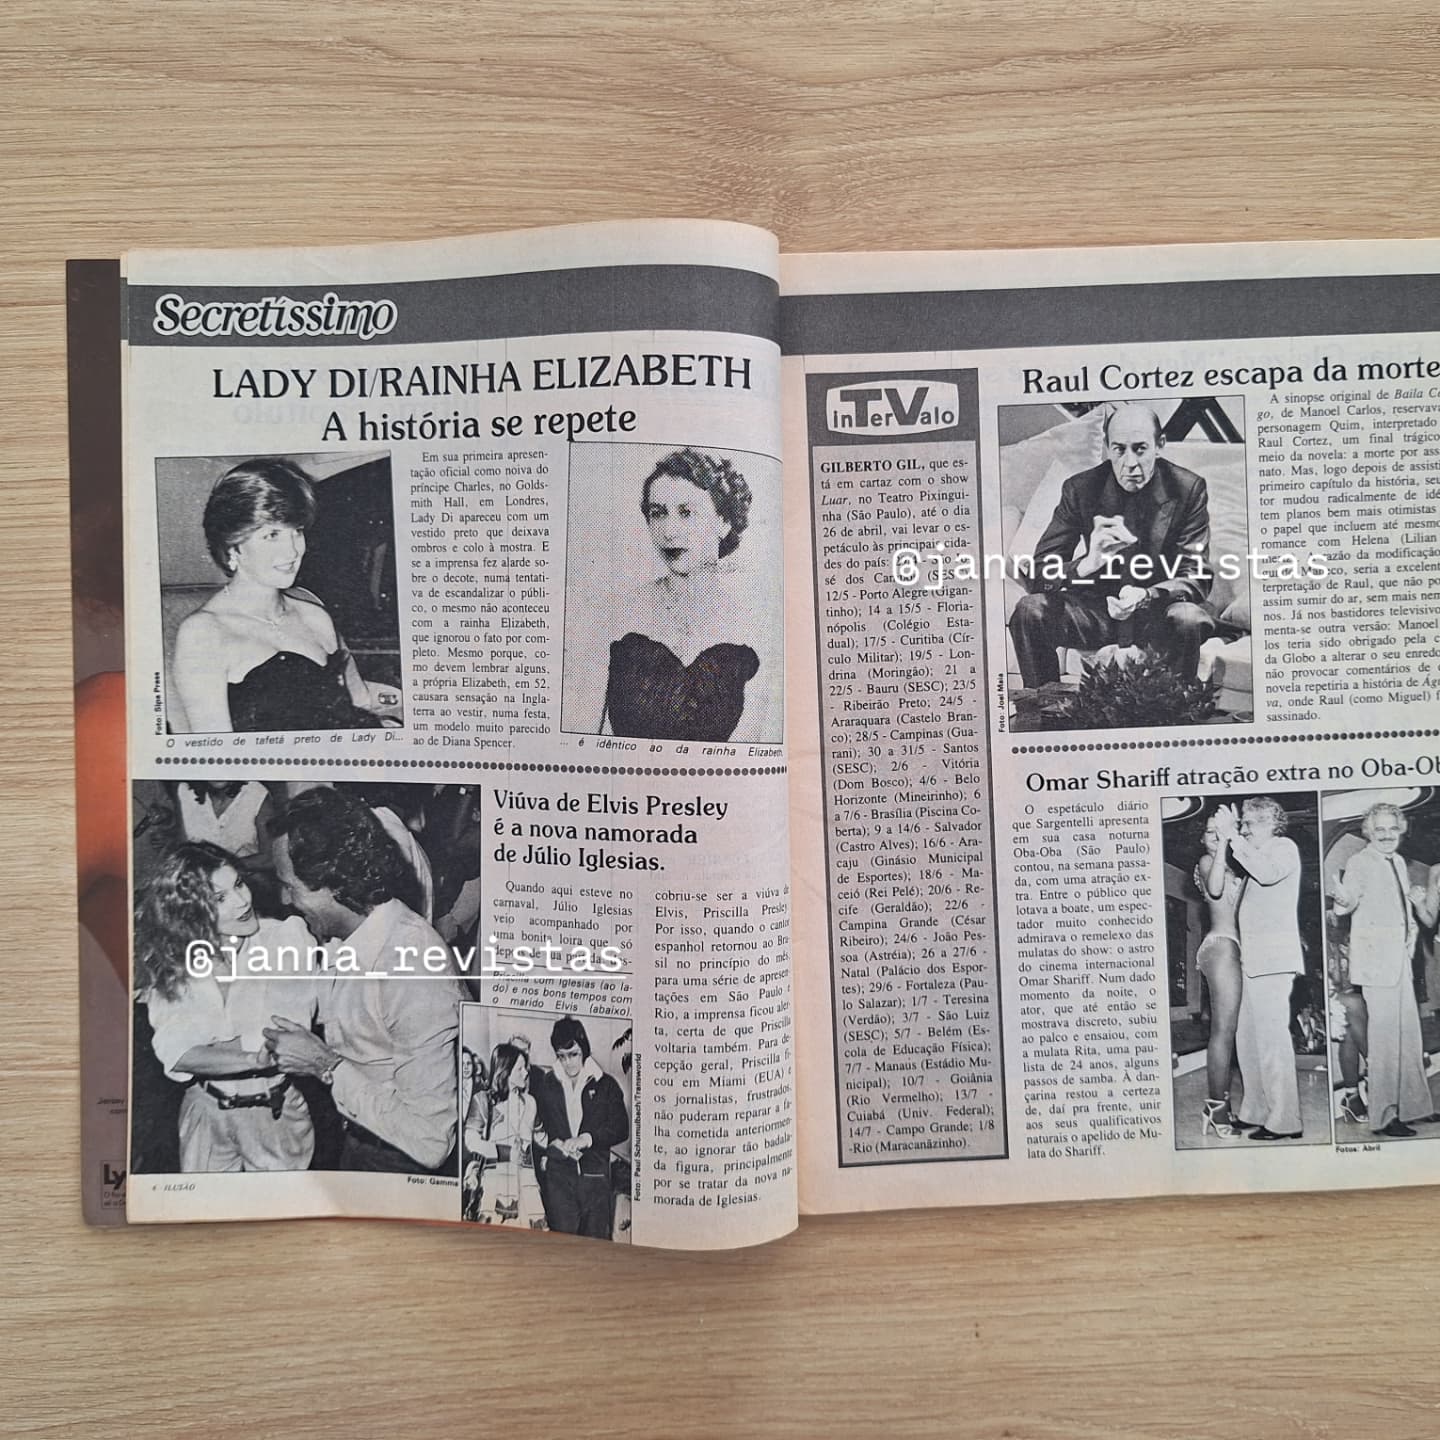 Secretíssimo
LADY DI/RAINHA ELIZABETH
A história se repete
Foto: Sipa Press
O vestido de tafetá preto de Lady Di...
Em sua primeira apresen-
tação oficial como noiva do
príncipe Charles, no Golds-
mith Hall, em Londres,
Lady Di apareceu com um
vestido preto que deixava
ombros e colo à mostra. E
se a imprensa fez alarde so-
bre o decote, numa tentati-
va de escandalizar o públi-
co, o mesmo não aconteceu
com a rainha Elizabeth,
que ignorou o fato por com-
pleto. Mesmo porque, co-
mo devem lembrar alguns,
a própria Elizabeth, em 52,
causara sensação na Ingla-
terra ao vestir, numa festa,
um modelo muito parecido
ao de Diana Spencer.
... é idêntico ao da rainha Elizabeth.
Viúva de Elvis Presley
é a nova namorada
de Júlio Iglesias.
Quando aqui esteve no
carnaval, Júlio Iglesias
veio acompanhado por
uma bonita loira que só
@janna_revistas
Priscilla com Iglesias (ao la-
do) e nos bons tempos com
o marido Elvis (abaixo).
cobriu-se ser a viúva de
Elvis, Priscilla Presley.
Por isso, quando o cantor
espanhol retornou ao Bra-
sil no princípio do mês,
para uma série de apresen-
tações em São Paulo e
Rio, a imprensa ficou aler-
ta, certa de que Priscilla
voltaria também. Para de-
cepção geral, Priscilla fi-
cou em Miami (EUA) e
os jornalistas, frustrados,
não puderam reparar a fa-
lha cometida anteriormen-
te, ao ignorar tão badala-
da figura, principalmente
por se tratar da nova na-
morada de Iglesias.
Foto: Gamma
Foto: Paul Schumulbach/Transworld
6 - ILUSÃO
Ly
inTerValo
GILBERTO GIL, que es-
tá em cartaz com o show
Luar, no Teatro Pixingui-
nha (São Paulo), até o dia
26 de abril, vai levar o es-
petáculo às principais cida-
des do país:
sé dos Campos (SESC);
12/5 - Porto Alegre (Gigan-
tinho); 14 a 15/5 - Floria-
nópolis (Colégio Esta-
dual); 17/5 - Curitiba (Cír-
culo Militar); 19/5 - Lon-
drina (Moringão); 21 a
22/5 - Bauru (SESC); 23/5
- Ribeirão Preto; 24/5 -
Araraquara (Castelo Bran-
co); 28/5 - Campinas (Gua-
rani); 30 a 31/5 - Santos
(SESC); 2/6 - Vitória
(Dom Bosco); 4/6 - Belo
Horizonte (Mineirinho); 6
a 7/6 - Brasília (Piscina Co-
berta); 9 a 14/6 - Salvador
(Castro Alves); 16/6 - Ara-
caju (Ginásio Municipal
de Esportes); 18/6 - Ma-
ceió (Rei Pelé); 20/6 - Re-
cife (Geraldão); 22/6 -
Campina Grande (César
Ribeiro); 24/6 - João Pes-
soa (Astréia); 26 a 27/6 -
Natal (Palácio dos Espor-
tes); 29/6 - Fortaleza (Pau-
lo Salazar); 1/7 - Teresina
(Verdão); 3/7 - São Luiz
(SESC); 5/7 - Belém (Es-
cola de Educação Física);
7/7 - Manaus (Estádio Mu-
nicipal); 10/7 - Goiânia
(Rio Vermelho); 13/7 -
Cuiabá (Univ. Federal);
14/7 - Campo Grande; 1/8
-Rio (Maracanãzinho).
Raul Cortez escapa da morte
Foto: Joel Maia
@janna_revistas
A sinopse original de Baila
go, de Manoel Carlos, reservava
personagem Quim, interpretado
Raul Cortez, um final trágico
meio da novela: a morte por
nato. Mas, logo depois de
primeiro capítulo da história, seu
tor mudou radicalmente de
tem planos bem mais otimistas
o papel que incluem até mesmo
romance com Helena (Lilian
razão da modificação
seria a excelen
terpretação de Raul, que não
assim sumir do ar, sem mais nem
nos. Já nos bastidores
menta-se outra versão: Manoel
los teria sido obrigado pela
da Globo a alterar o seu enredo
não provocar comentários de
novela repetiria a história de
va, onde Raul (como Miguel)
sassinado.
Omar Shariff atração extra no Oba-Ob
O espetáculo diário
que Sargentelli apresenta
em sua casa noturna
Oba-Oba (São Paulo)
contou, na semana passa-
da, com uma atração ex-
tra. Entre o público que
lotava a boate, um espec-
tador muito conhecido
admirava o remelexo das
mulatas do show: o astro
do cinema internacional
Omar Shariff. Num dado
momento da noite, o
ator, que até então se
mostrava discreto, subiu
ao palco e ensaiou, com
a mulata Rita, uma pau-
lista de 24 anos, alguns
passos de samba. À dan-
çarina restou a certeza
de, daí pra frente, unir
aos seus qualificativos
naturais o apelido de Mu-
lata do Shariff.
Fotos: Abril